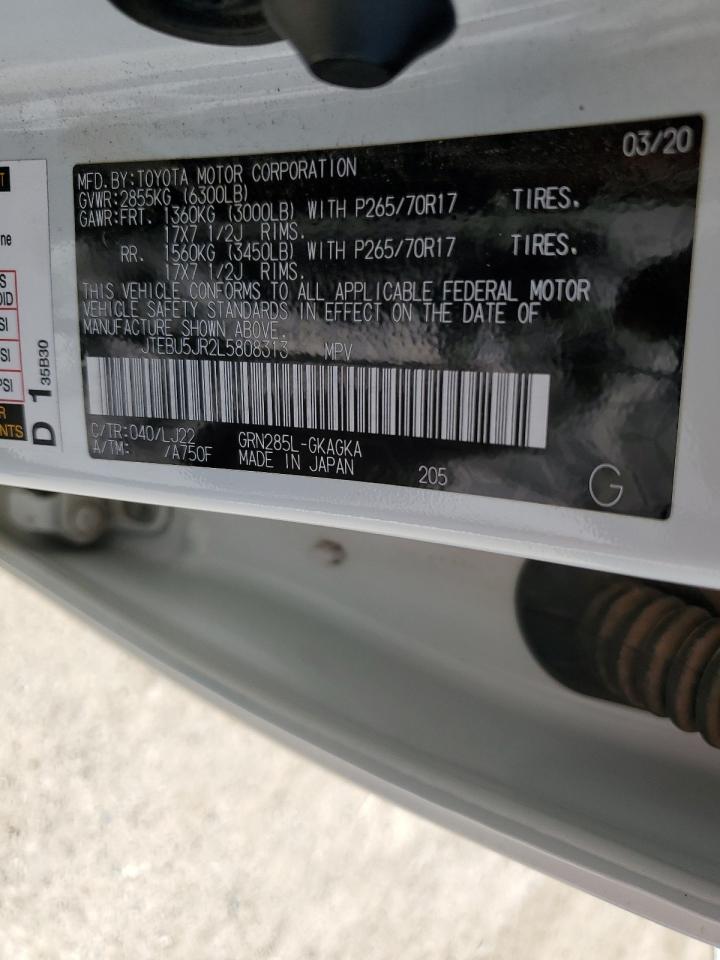 03/20
MFD.BY:TOYOTA MOTOR CORPORATION
GVWR:2855KG (6300LB)
GAWR:FRT. 1360KG (3000LB) WITH P265/70R17 TIRES.
17X7 1/2J RIMS.
RR. 1560KG (3450LB) WITH P265/70R17 TIRES.
17X7 1/2J RIMS.
THIS VEHICLE CONFORMS TO ALL APPLICABLE FEDERAL MOTOR
VEHICLE SAFETY STANDARDS IN EFFECT ON THE DATE OF
MANUFACTURE SHOWN ABOVE.
JTEBU5JR2L5808313 MPV
C/TR:040/LJ22 GRN285L-GKAGKA
A/TM: /A750F MADE IN JAPAN 205
G
D 1 35B30